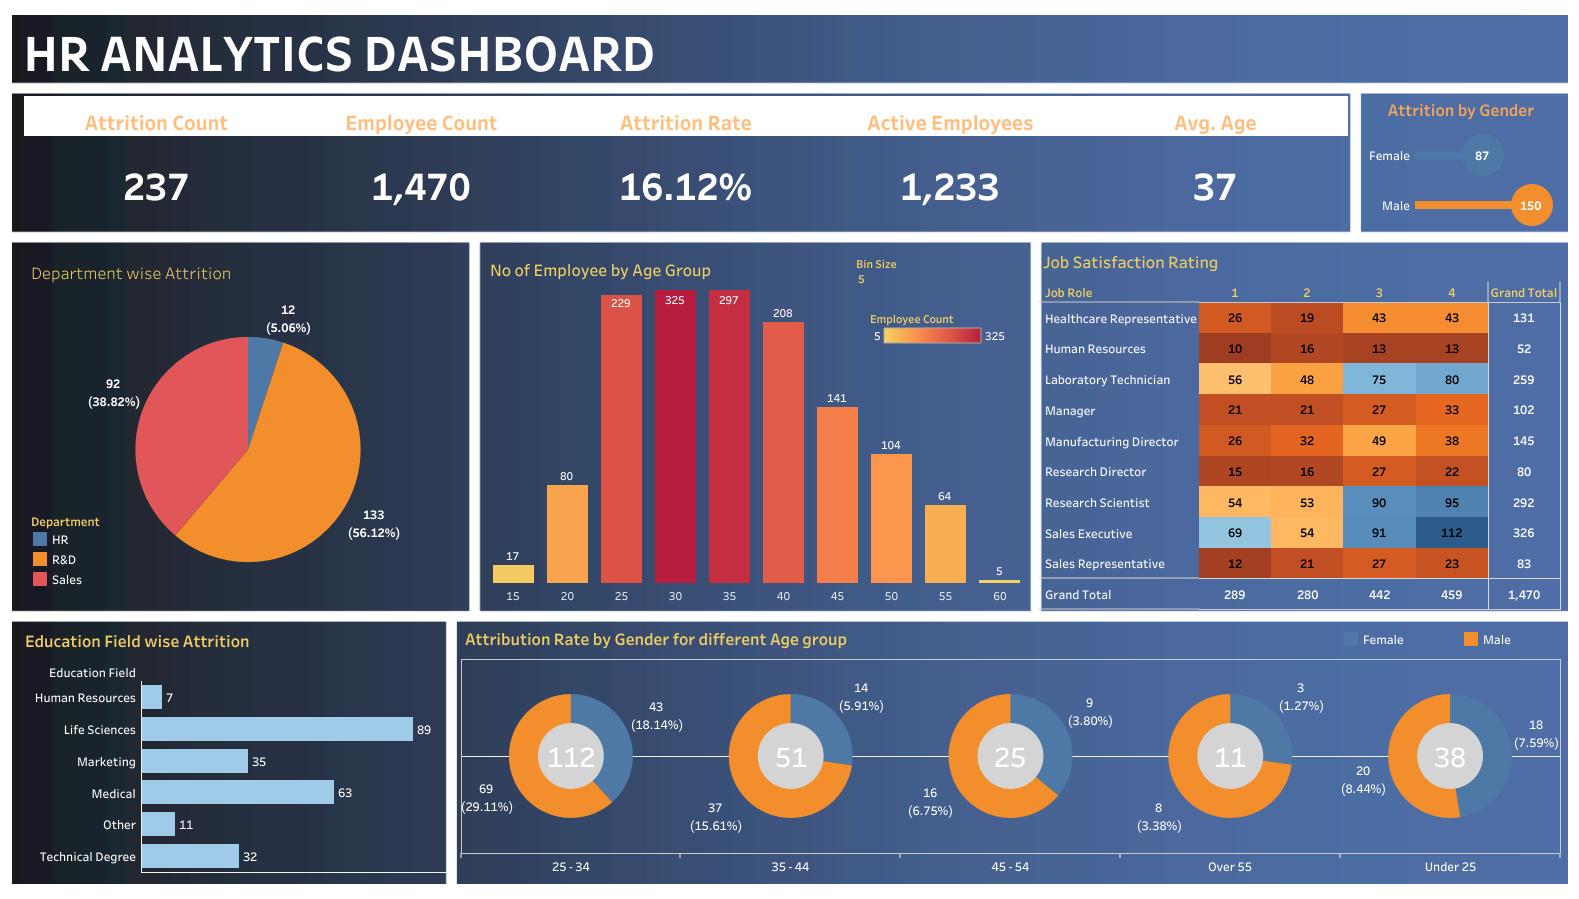 HR ANALYTICS DASHBOARD
Attrition Count Employee Count Attrition Rate Active Employees Avg. Age
237 1,470 16.12% 1,233 37
Attrition by Gender
Female 87
Male 150
Department wise Attrition
12
(5.06%)
92
(38.82%)
133
(56.12%)
Department
HR
R&D
Sales
No of Employee by Age Group
Bin Size
5
Employee Count
5 325
17 80 229 325 297 208 141 104 64 5
15 20 25 30 35 40 45 50 55 60
Job Satisfaction Rating
Job Role 1 2 3 4 Grand Total
Healthcare Representative 26 19 43 43 131
Human Resources 10 16 13 13 52
Laboratory Technician 56 48 75 80 259
Manager 21 21 27 33 102
Manufacturing Director 26 32 49 38 145
Research Director 15 16 27 22 80
Research Scientist 54 53 90 95 292
Sales Executive 69 54 91 112 326
Sales Representative 12 21 27 23 83
Grand Total 289 280 442 459 1,470
Education Field wise Attrition
Education Field
Human Resources 7
Life Sciences 89
Marketing 35
Medical 63
Other 11
Technical Degree 32
Attribution Rate by Gender for different Age group
Female Male
43
(18.14%)
112
69
(29.11%)
14
(5.91%)
51
37
(15.61%)
9
(3.80%)
25
16
(6.75%)
3
(1.27%)
11
8
(3.38%)
18
(7.59%)
38
20
(8.44%)
25 - 34 35 - 44 45 - 54 Over 55 Under 25